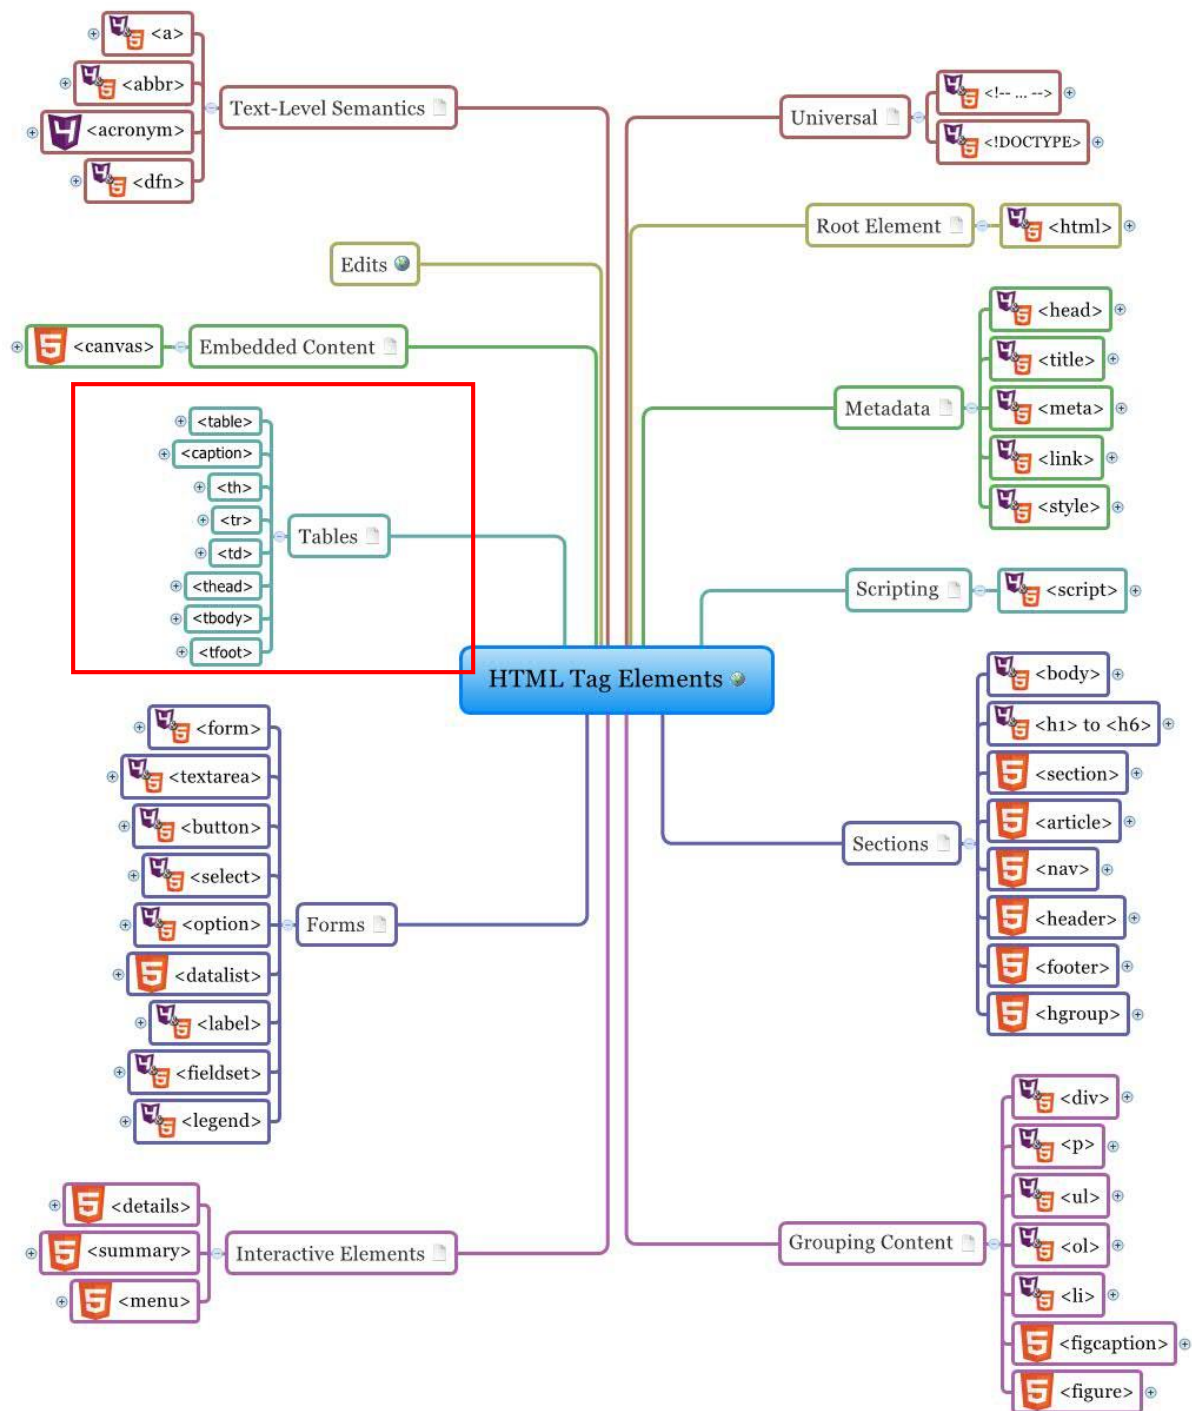 <a>
<abbr>
<acronym>
<dfn>
Text-Level Semantics
Edits
<canvas>
Embedded Content
<table>
<caption>
<th>
<tr>
<td>
<thead>
<tbody>
<tfoot>
Tables
HTML Tag Elements
<form>
<textarea>
<button>
<select>
<option>
<datalist>
<label>
<fieldset>
<legend>
Forms
<details>
<summary>
<menu>
Interactive Elements
Universal
<!-- ... -->
<!DOCTYPE>
Root Element
<html>
Metadata
<head>
<title>
<meta>
<link>
<style>
Scripting
<script>
Sections
<body>
<h1> to <h6>
<section>
<article>
<nav>
<header>
<footer>
<hgroup>
Grouping Content
<div>
<p>
<ul>
<ol>
<li>
<figcaption>
<figure>